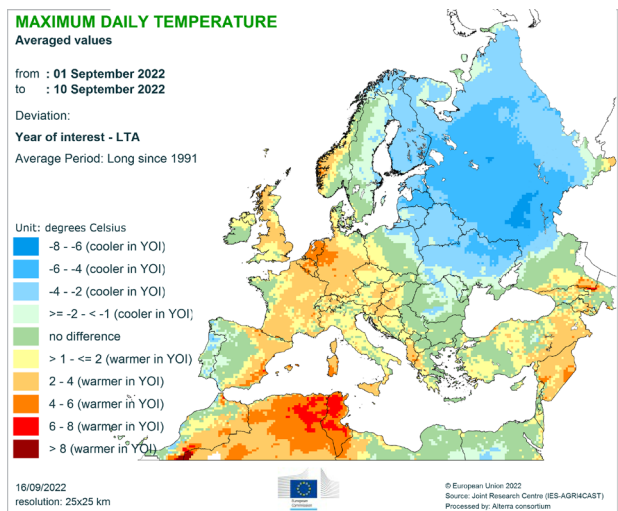 MAXIMUM DAILY TEMPERATURE
Averaged values
from : 01 September 2022
to : 10 September 2022
Deviation:
Year of interest - LTA
Average Period: Long since 1991
Unit: degrees Celsius
-8 - -6 (cooler in YOI)
-6 - -4 (cooler in YOI)
-4 - -2 (cooler in YOI)
>= -2 - < -1 (cooler in YOI)
no difference
> 1 - <= 2 (warmer in YOI)
2 - 4 (warmer in YOI)
4 - 6 (warmer in YOI)
6 - 8 (warmer in YOI)
> 8 (warmer in YOI)
16/09/2022
resolution: 25x25 km
European
Commission
© European Union 2022
Source: Joint Research Centre (IES-AGRI4CAST)
Processed by: Alterra consortium